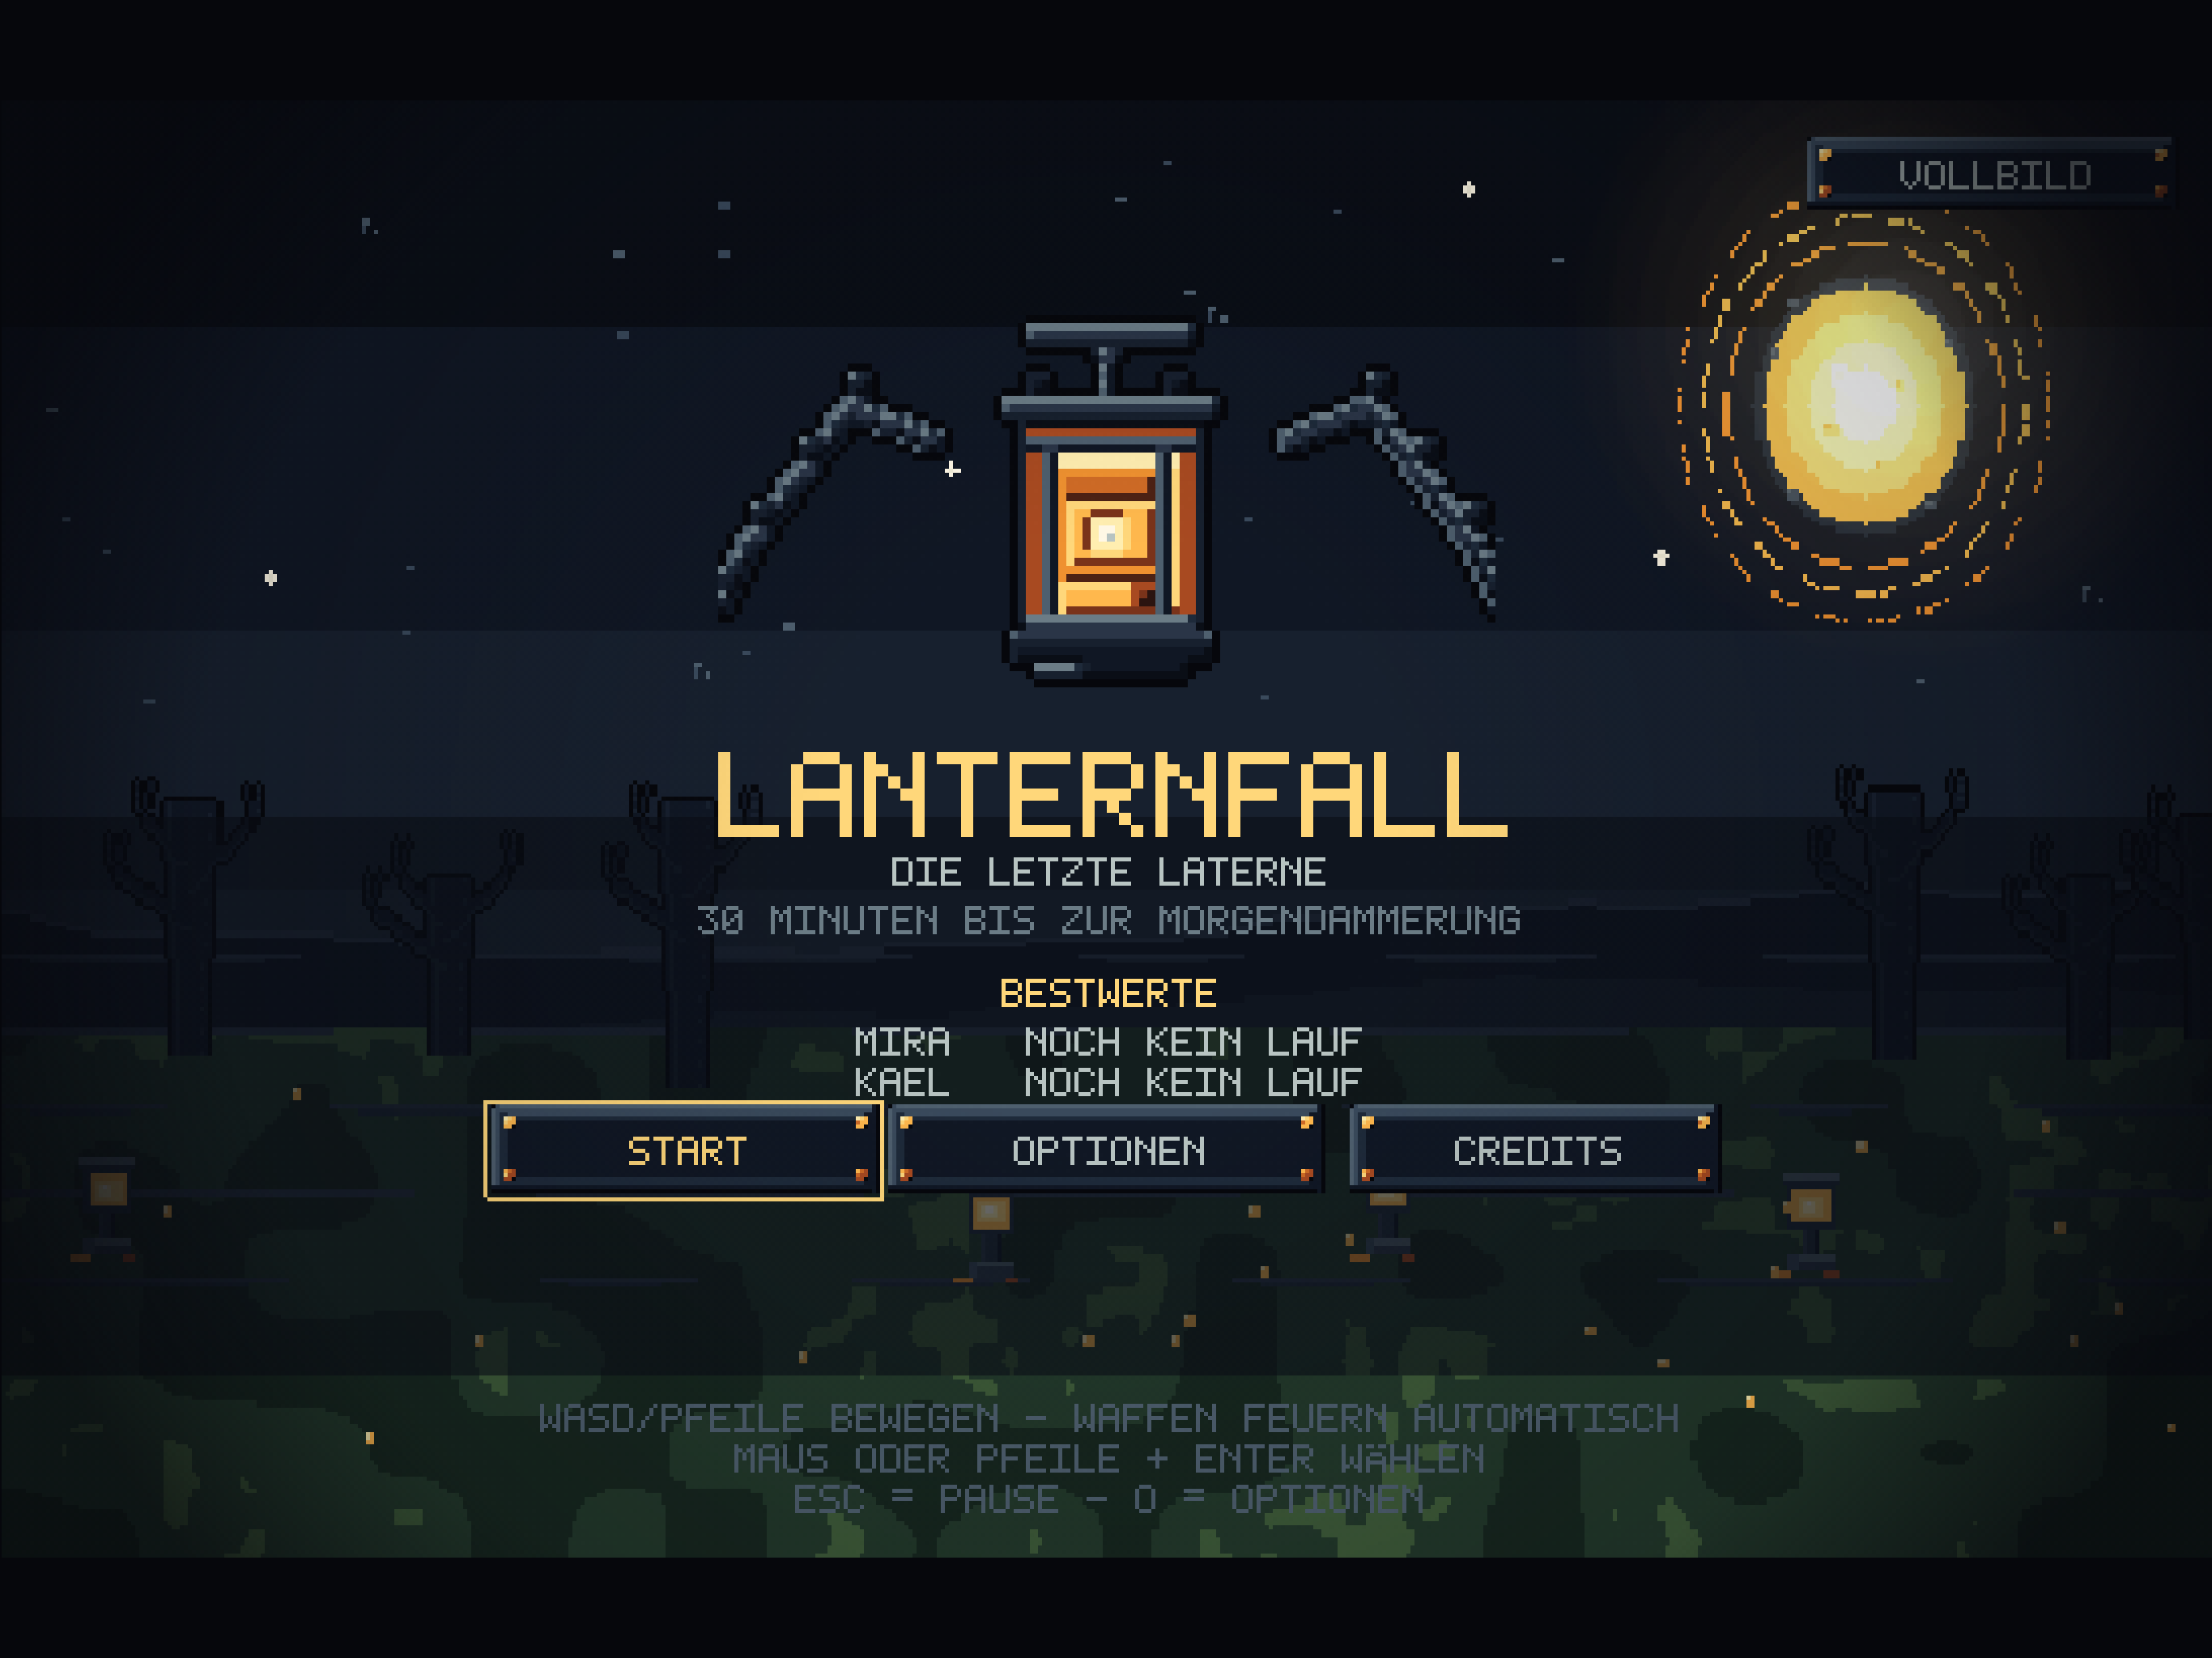 VOLLBILD
LANTERNFALL
DIE LETZTE LATERNE
30 MINUTEN BIS ZUR MORGENDAMMERUNG
BESTWERTE
MIRA NOCH KEIN LAUF
KAEL NOCH KEIN LAUF
START OPTIONEN CREDITS
WASD/PFEILE BEWEGEN – WAFFEN FEUERN AUTOMATISCH
MAUS ODER PFEILE + ENTER WäHLEN
ESC = PAUSE – O = OPTIONEN